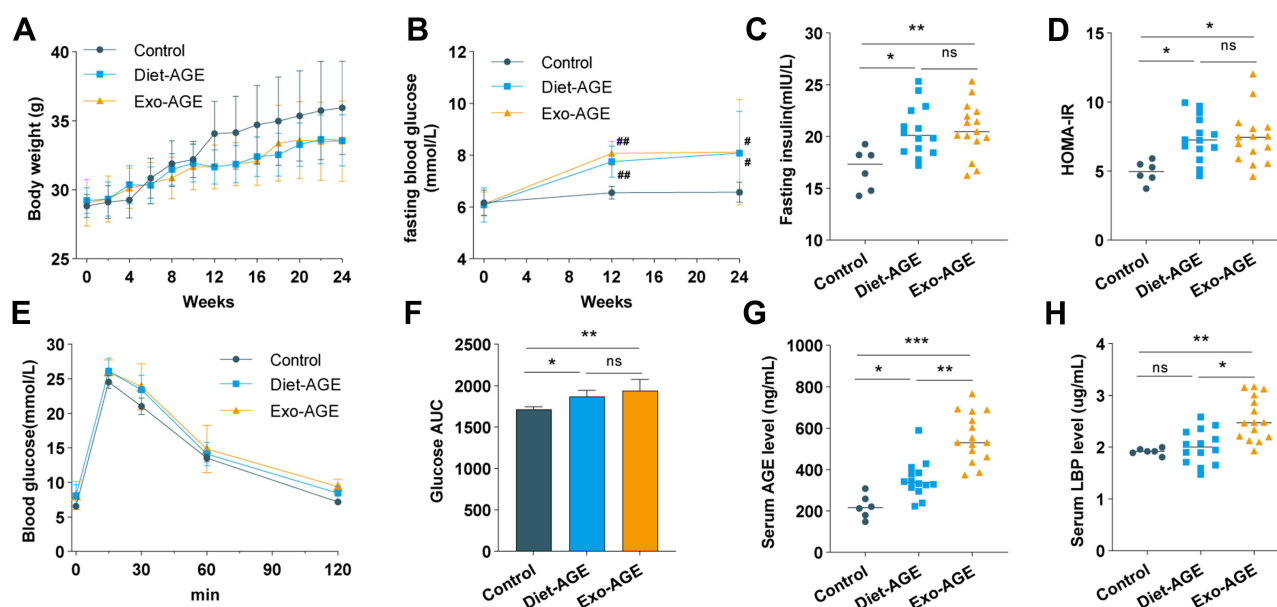 A
Control
Diet-AGE
Exo-AGE
Body weight (g)
40
35
30
25
0 4 8 12 16 20 24
Weeks
B
Control
Diet-AGE
Exo-AGE
fasting blood glucose
(mmol/L)
12
10
8
6
4
##
##
#
#
0 12 24
Weeks
C
Fasting insulin(mIU/L)
30
25
20
15
10
**
* ns
Control Diet-AGE Exo-AGE
D
HOMA-IR
15
10
5
0
*
* ns
Control Diet-AGE Exo-AGE
E
Control
Diet-AGE
Exo-AGE
Blood glucose(mmol/L)
30
25
20
15
10
5
0
0 30 60 90 120
min
F
Glucose AUC
2500
2000
1500
1000
500
0
**
* ns
Control Diet-AGE Exo-AGE
G
Serum AGE level (ng/mL)
1000
800
600
400
200
0
***
* **
Control Diet-AGE Exo-AGE
H
Serum LBP level (ug/mL)
4
3
2
1
0
**
ns *
Control Diet-AGE Exo-AGE